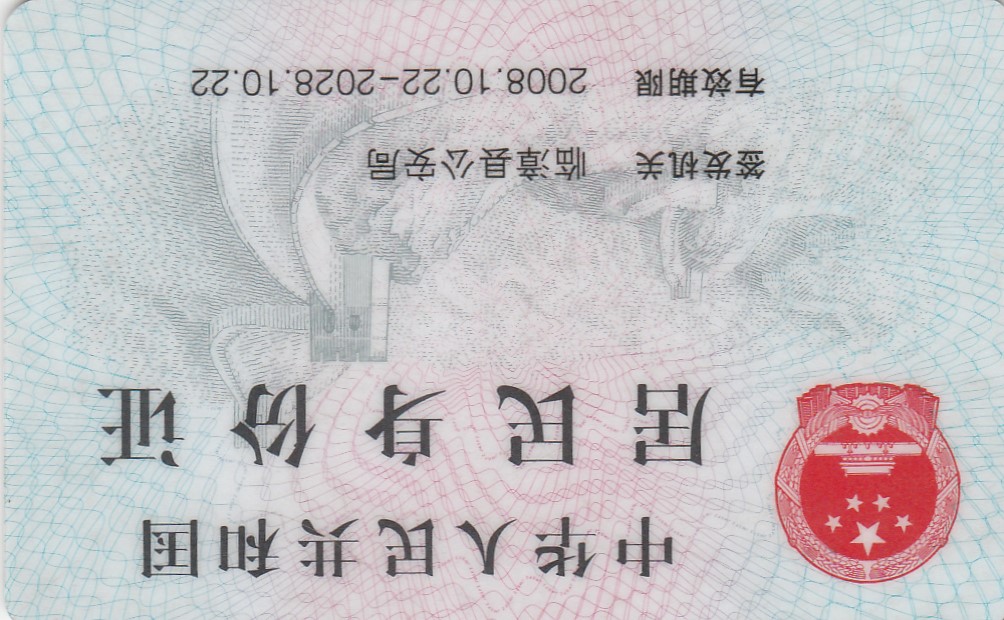 中华人民共和国
居民身份证
签发机关 临漳县公安局
有效期限 2008.10.22-2028.10.22